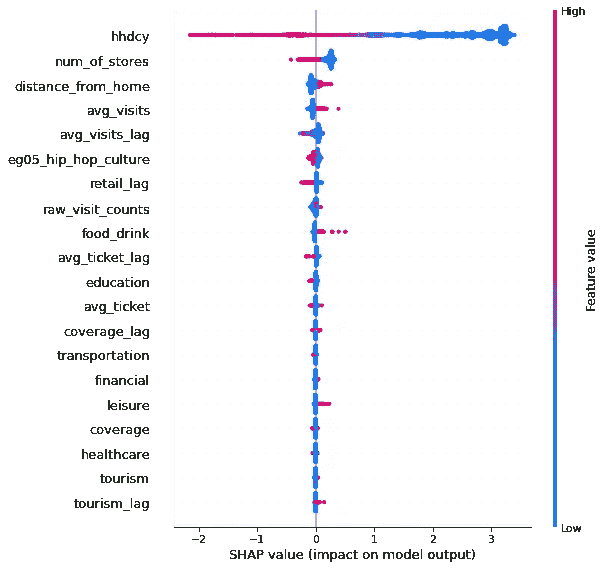 High
hhdcy
num_of_stores
distance_from_home
avg_visits
avg_visits_lag
eg05_hip_hop_culture
retail_lag
raw_visit_counts
food_drink
avg_ticket_lag
education
avg_ticket
coverage_lag
transportation
financial
leisure
coverage
healthcare
tourism
tourism_lag
Feature value
Low
−2 −1 0 1 2 3
SHAP value (impact on model output)